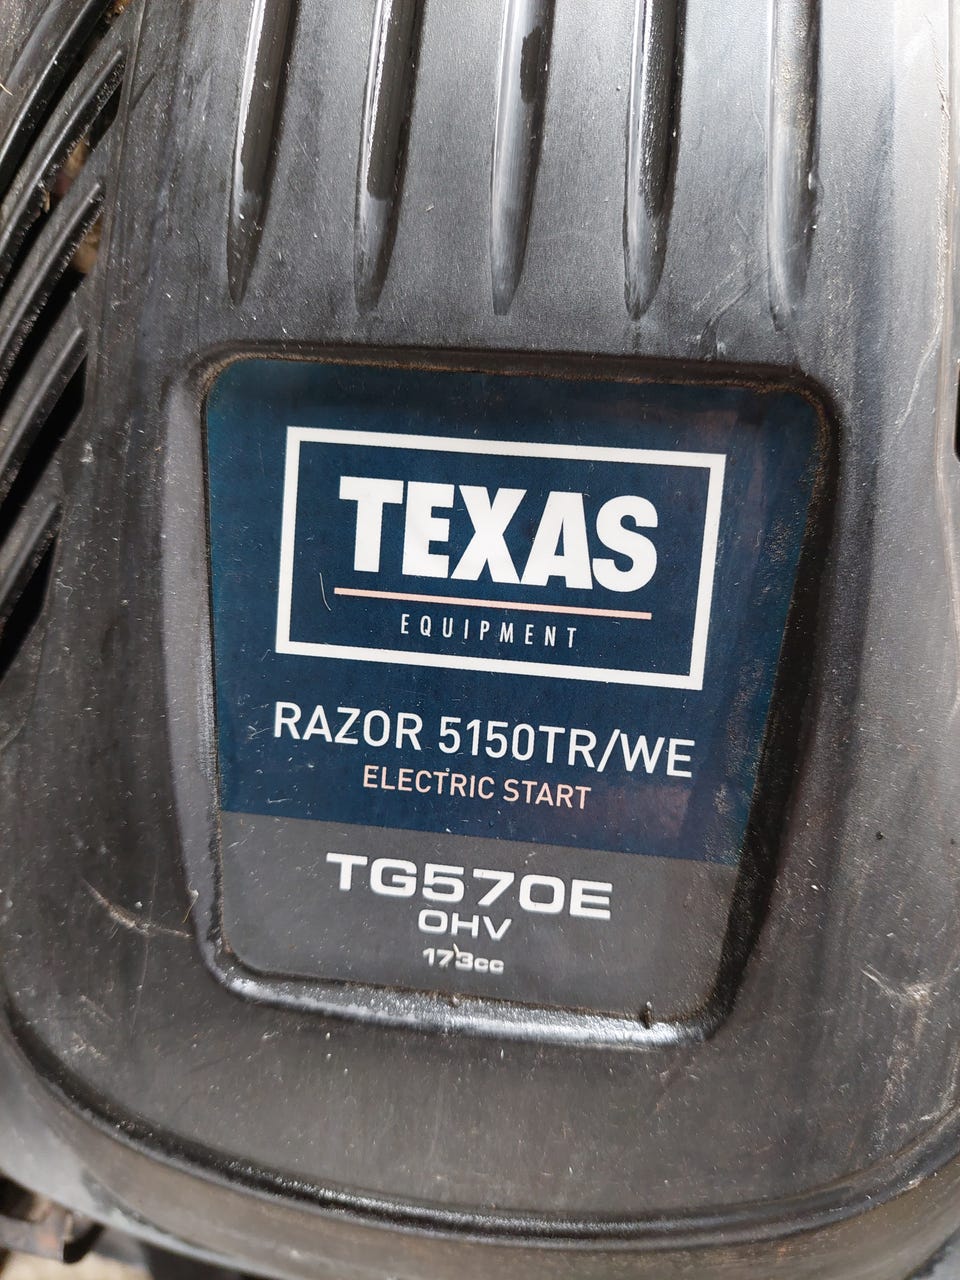 TEXAS
EQUIPMENT
RAZOR 5150TR/WE
ELECTRIC START
TG570E
OHV
173cc